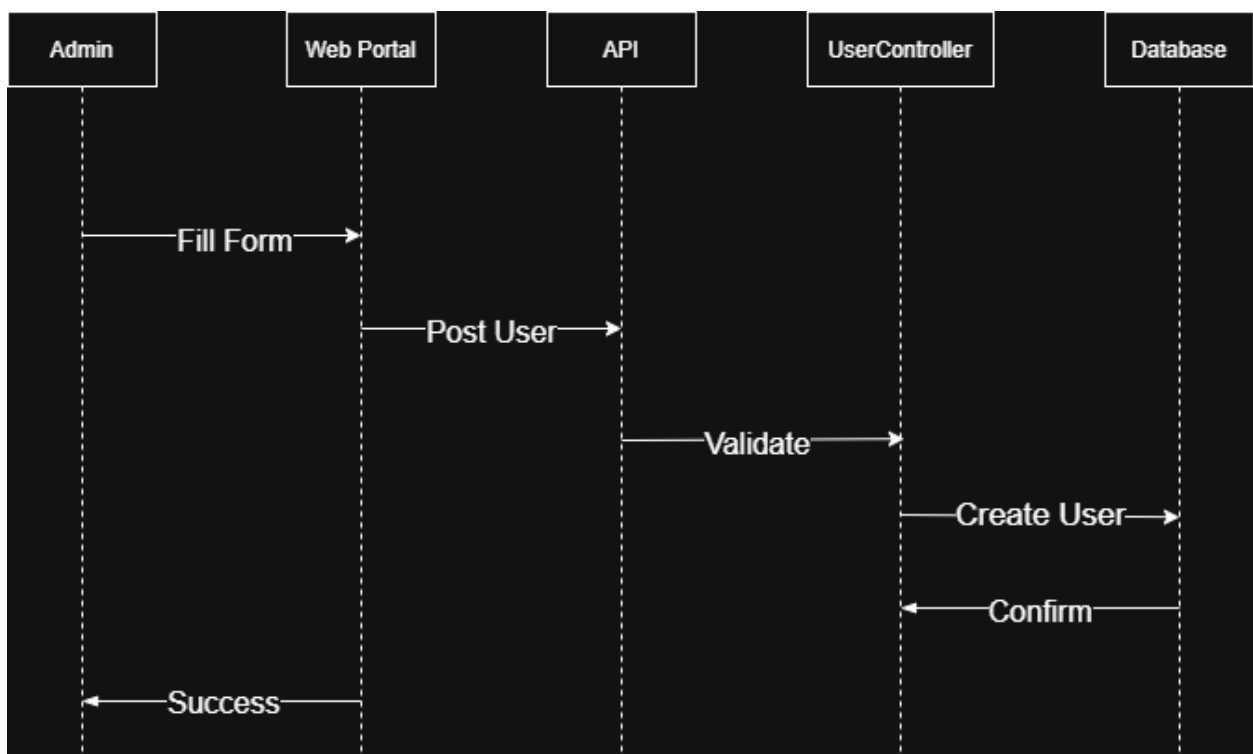 Admin
Web Portal
API
UserController
Database
Fill Form
Post User
Validate
Create User
Confirm
Success